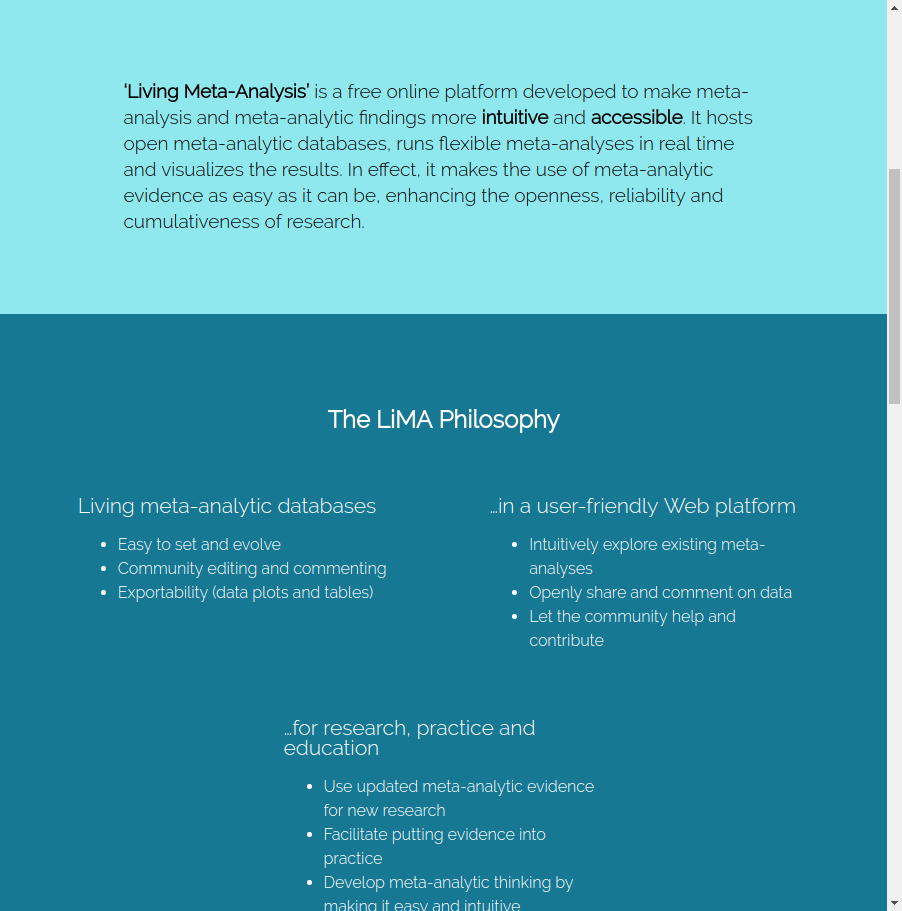 ‘Living Meta-Analysis’ is a free online platform developed to make meta-
analysis and meta-analytic findings more intuitive and accessible. It hosts
open meta-analytic databases, runs flexible meta-analyses in real time
and visualizes the results. In effect, it makes the use of meta-analytic
evidence as easy as it can be, enhancing the openness, reliability and
cumulativeness of research.
The LiMA Philosophy
Living meta-analytic databases
Easy to set and evolve
Community editing and commenting
Exportability (data plots and tables)
…in a user-friendly Web platform
Intuitively explore existing meta-
analyses
Openly share and comment on data
Let the community help and
contribute
…for research, practice and
education
Use updated meta-analytic evidence
for new research
Facilitate putting evidence into
practice
Develop meta-analytic thinking by
making it easy and intuitive